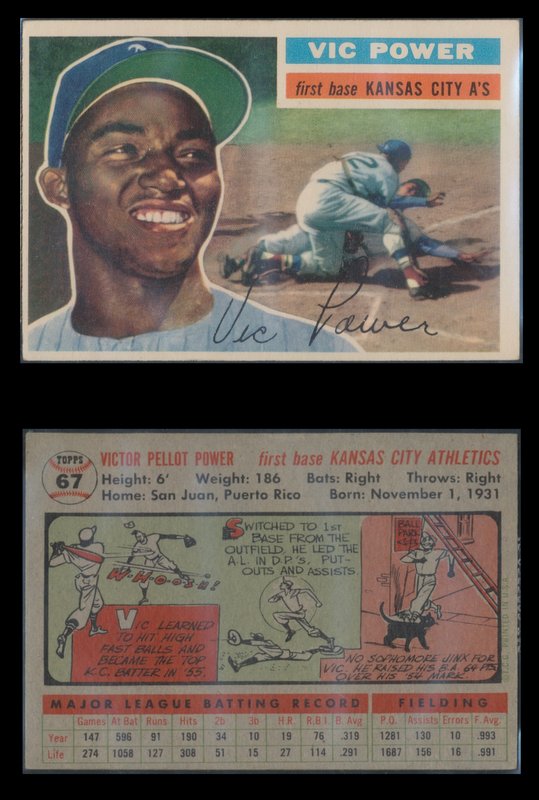 VIC POWER
first base KANSAS CITY A'S
Vic Power
TOPPS
67
VICTOR PELLOT POWER first base KANSAS CITY ATHLETICS
Height: 6' Weight: 186 Bats: Right Throws: Right
Home: San Juan, Puerto Rico Born: November 1, 1931
W-H-OOSH!
VIC LEARNED
TO HIT HIGH
FAST BALLS AND
BECAME THE TOP
K.C. BATTER IN '55.
SWITCHED TO 1ST
BASE FROM THE
OUTFIELD, HE LED THE
A.L. IN D.P.'S, PUT-
OUTS AND ASSISTS.
BALL
PARK
NO SOPHOMORE JINX FOR
VIC. HE RAISED HIS B.A. 64 PTS.
OVER HIS '54 MARK.
MAJOR LEAGUE BATTING RECORD FIELDING
Games At Bat Runs Hits 2b 3b H.R. R.B.I. B. Avg. P.O. Assists Errors F. Avg.
Year 147 596 91 190 34 10 19 76 .319 1281 130 10 .993
Life 274 1058 127 308 51 15 27 114 .291 1687 156 16 .991
PRINTED IN U.S.A.